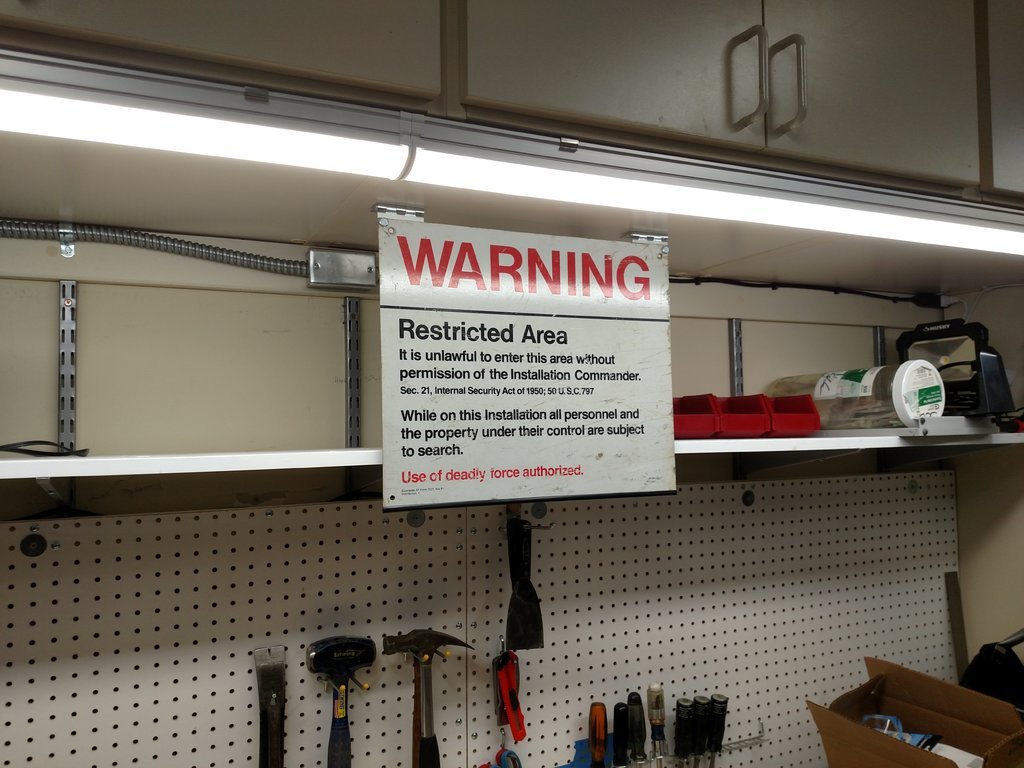 WARNING
Restricted Area
It is unlawful to enter this area without
permission of the Installation Commander.
Sec. 21, Internal Security Act of 1950; 50 U.S.C.797
While on this Installation all personnel and
the property under their control are subject
to search.
Use of deadly force authorized.
HUSKY
Estwing